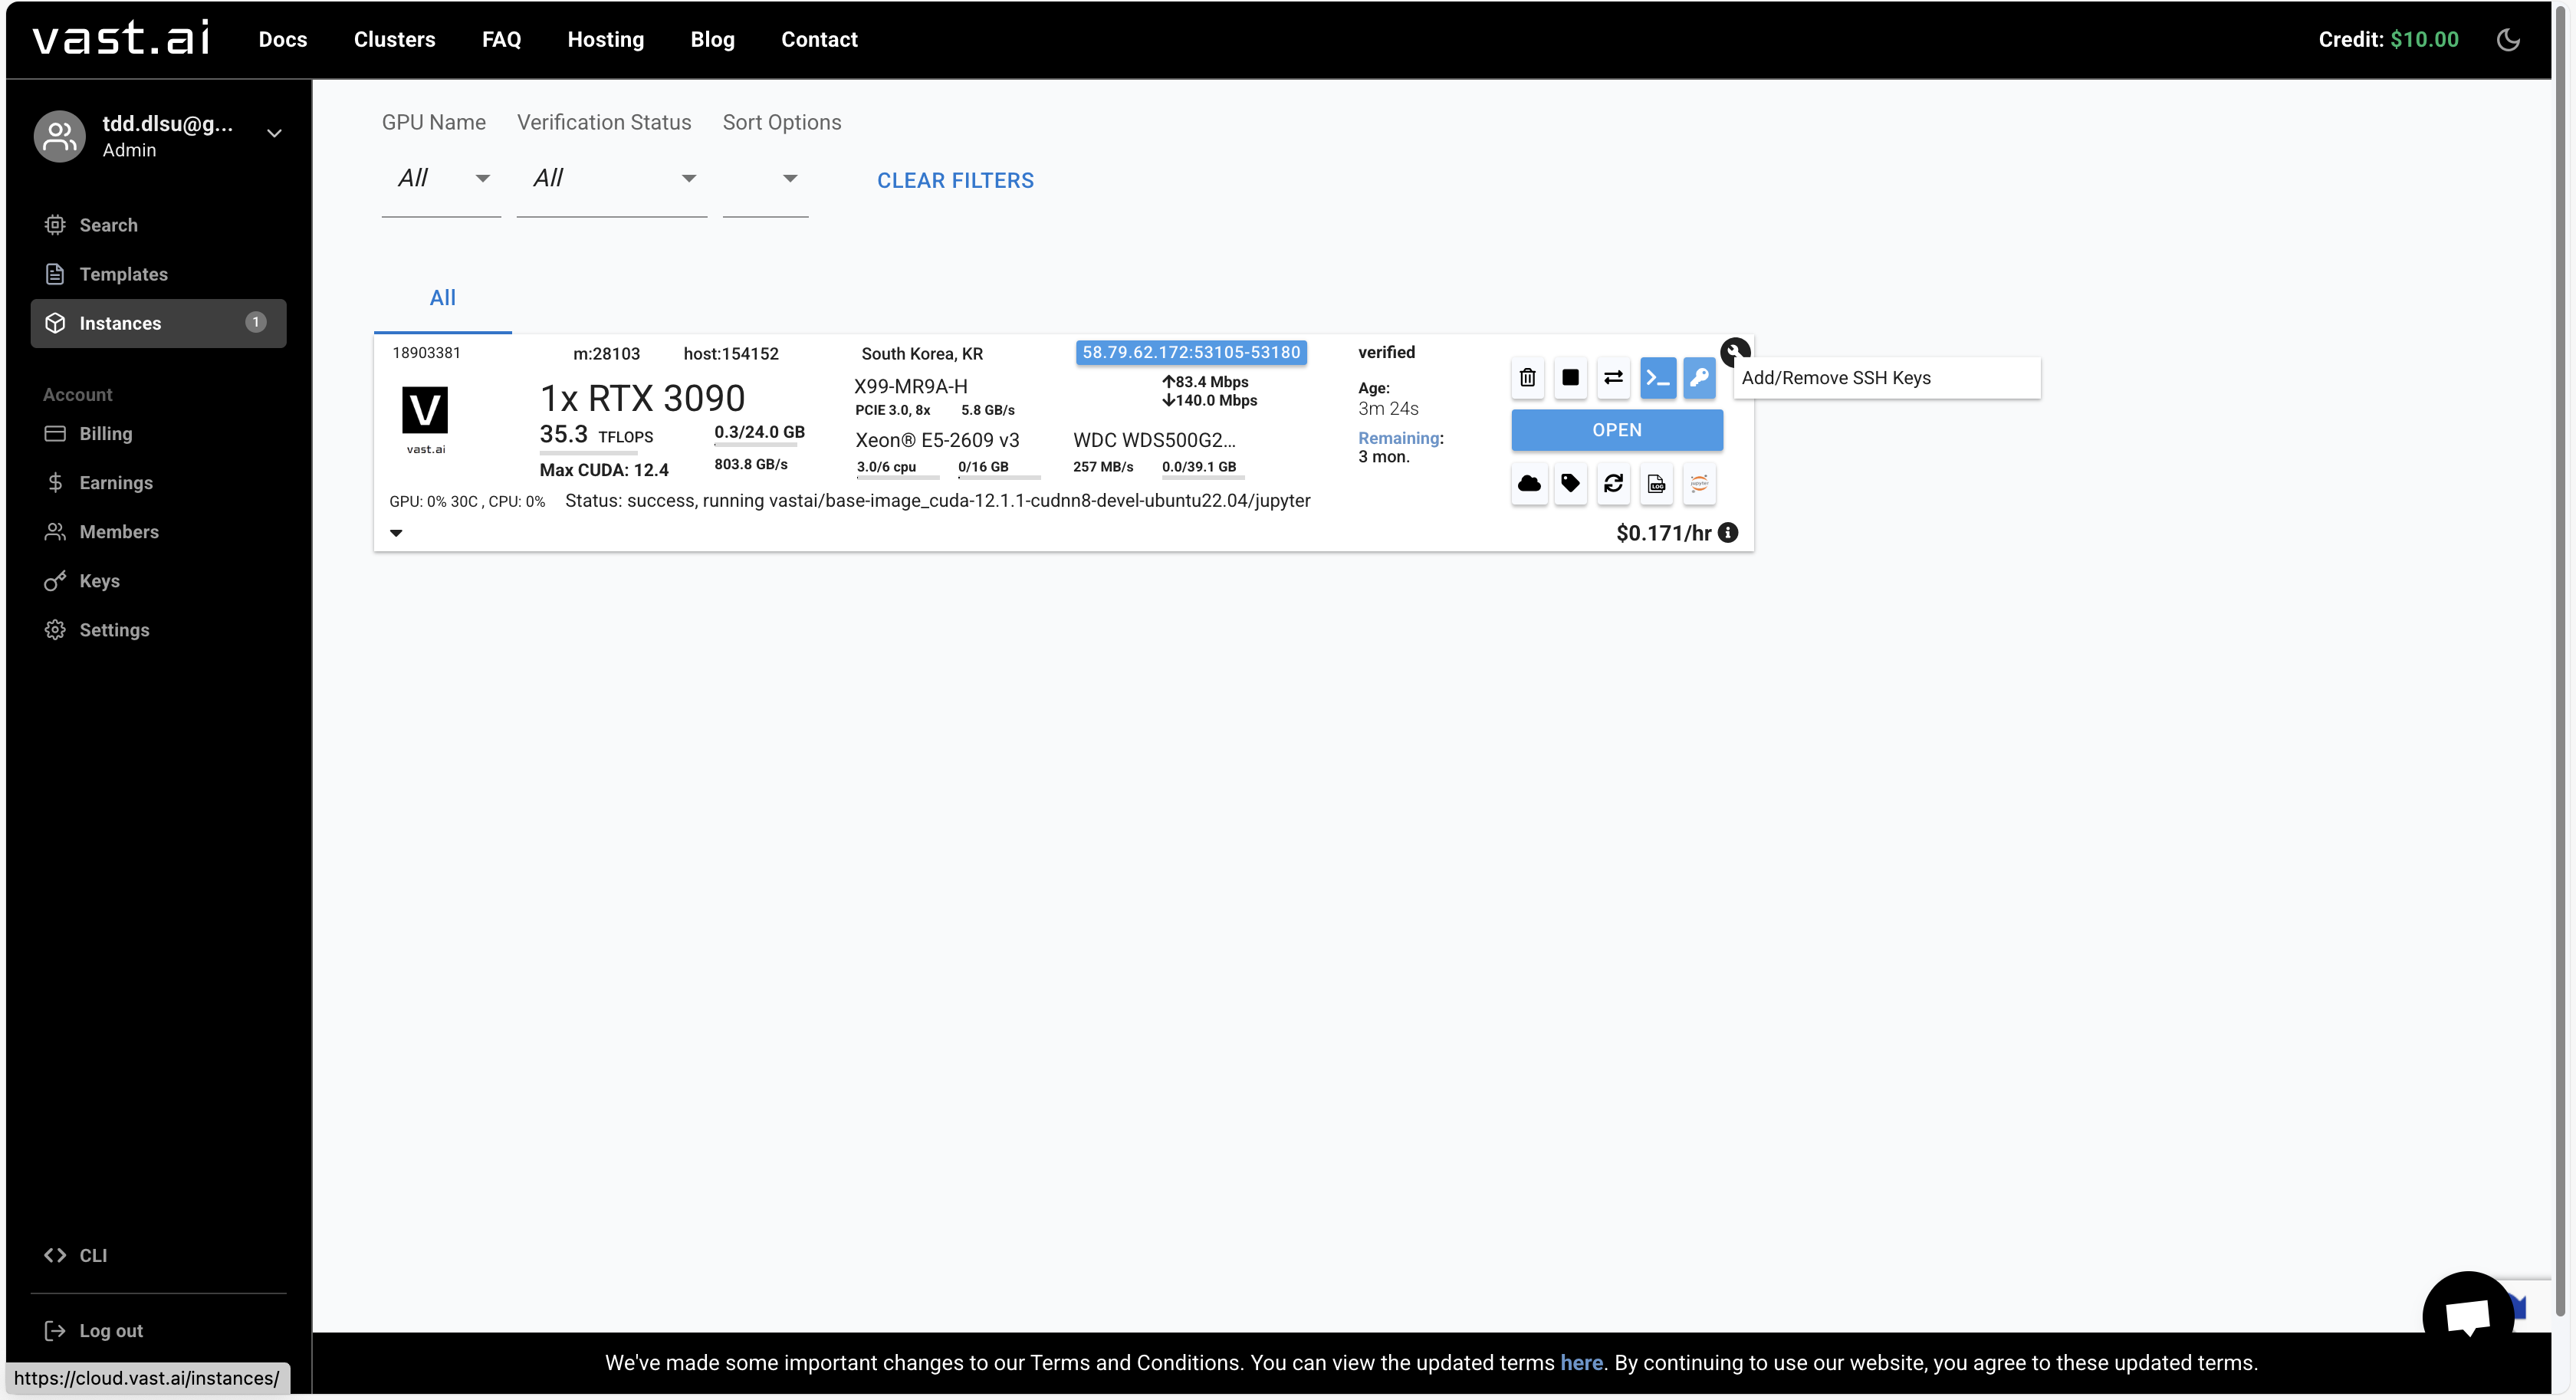 vast.ai
Docs Clusters FAQ Hosting Blog Contact
Credit: $10.00
tdd.dlsu@g...
Admin
Search
Templates
Instances 1
Account
Billing
Earnings
Members
Keys
Settings
CLI
Log out
https://cloud.vast.ai/instances/
GPU Name Verification Status Sort Options
All All CLEAR FILTERS
All
18903381 m:28103 host:154152 South Korea, KR 58.79.62.172:53105-53180 verified
V
vast.ai
1x RTX 3090
35.3 TFLOPS 0.3/24.0 GB
Max CUDA: 12.4 803.8 GB/s
X99-MR9A-H
PCIE 3.0, 8x 5.8 GB/s
Xeon® E5-2609 v3
3.0/6 cpu 0/16 GB
↑83.4 Mbps
↓140.0 Mbps
WDC WDS500G2...
257 MB/s 0.0/39.1 GB
Age:
3m 24s
Remaining:
3 mon.
Add/Remove SSH Keys
OPEN
LOG
jupyter
GPU: 0% 30C , CPU: 0% Status: success, running vastai/base-image_cuda-12.1.1-cudnn8-devel-ubuntu22.04/jupyter
$0.171/hr
We've made some important changes to our Terms and Conditions. You can view the updated terms here. By continuing to use our website, you agree to these updated terms.